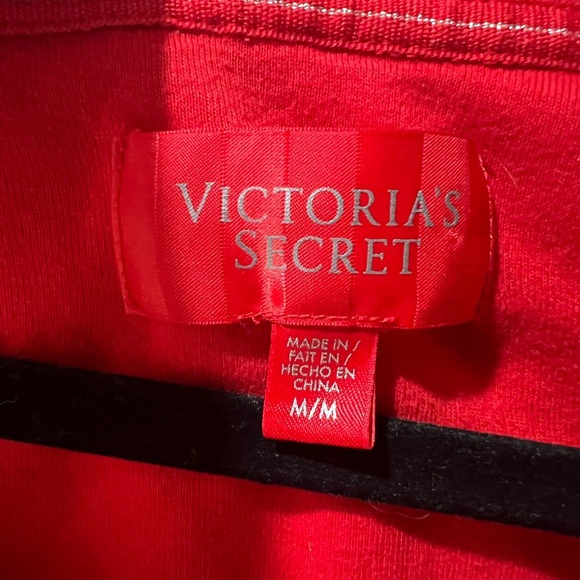 VICTORIA'S
SECRET
MADE IN /
FAIT EN /
HECHO EN
CHINA
M/M